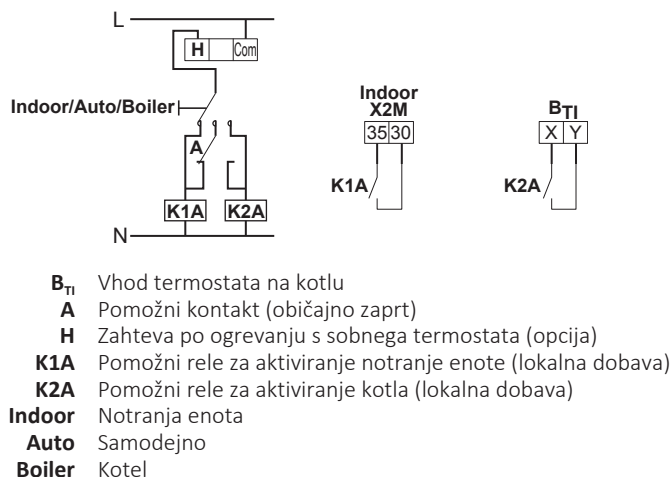 L
H Com
Indoor/Auto/Boiler
A
K1A K2A
N
Indoor
X2M
35 30
K1A
BTI
X Y
K2A
BTI Vhod termostata na kotlu
A Pomožni kontakt (običajno zaprt)
H Zahteva po ogrevanju s sobnega termostata (opcija)
K1A Pomožni rele za aktiviranje notranje enote (lokalna dobava)
K2A Pomožni rele za aktiviranje kotla (lokalna dobava)
Indoor Notranja enota
Auto Samodejno
Boiler Kotel